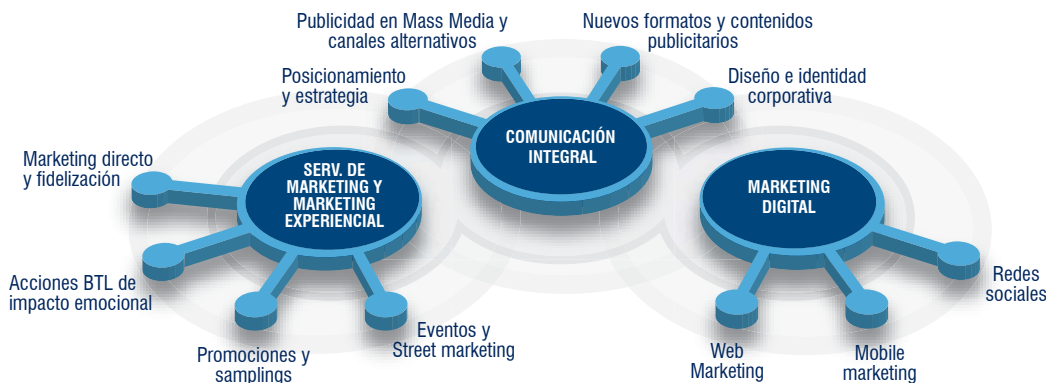 Publicidad en Mass Media y
canales alternativos
Nuevos formatos y contenidos
publicitarios
Posicionamiento
y estrategia
Diseño e identidad
corporativa
COMUNICACIÓN
INTEGRAL
Marketing directo
y fidelización
SERV. DE
MARKETING Y
MARKETING
EXPERIENCIAL
MARKETING
DIGITAL
Acciones BTL de
impacto emocional
Redes
sociales
Promociones y
samplings
Eventos y
Street marketing
Web
Marketing
Mobile
marketing